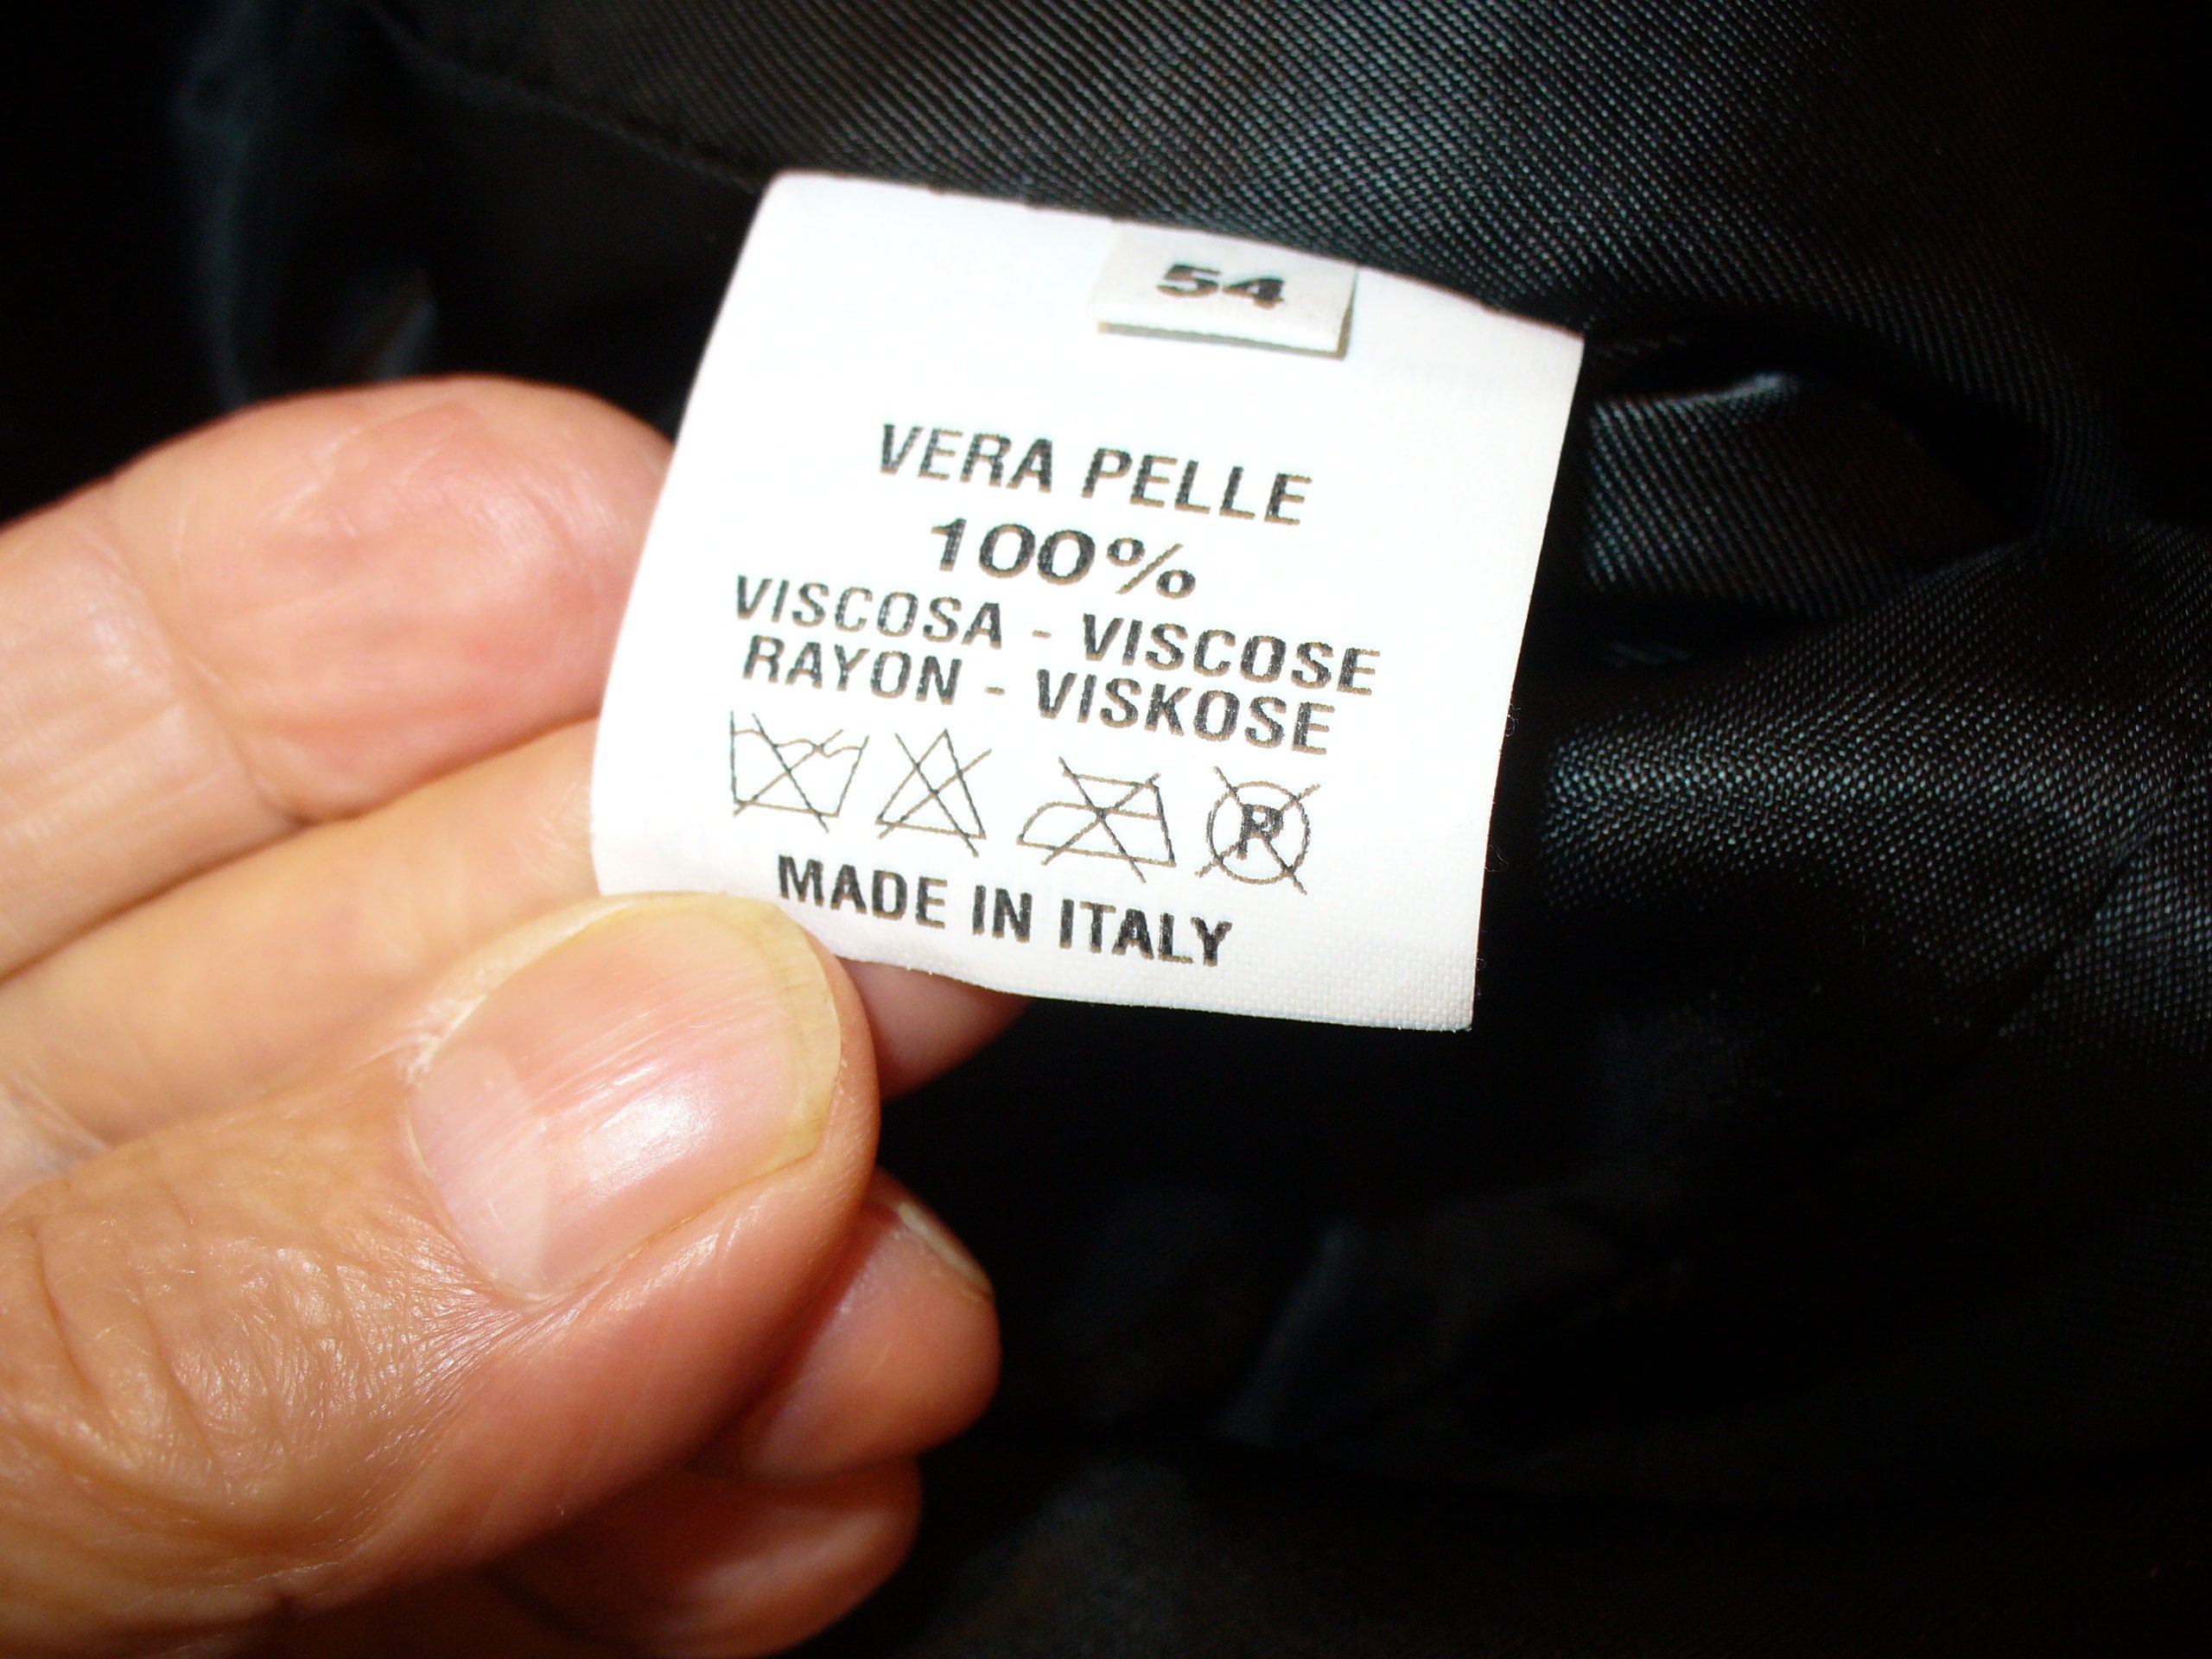 54
VERA PELLE
100%
VISCOSA - VISCOSE
RAYON - VISKOSE
P
MADE IN ITALY